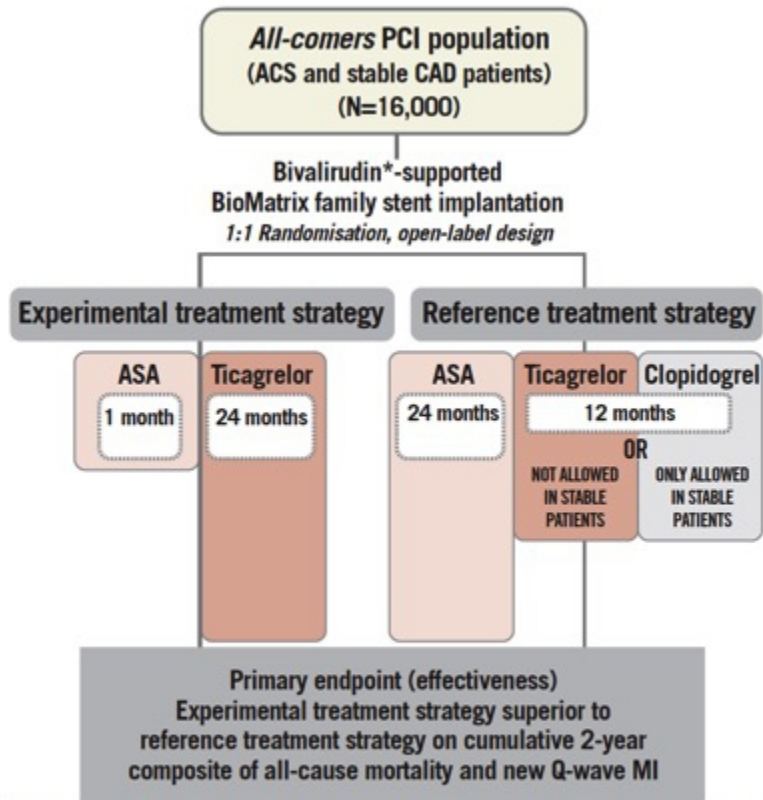 All-comers PCI population
(ACS and stable CAD patients)
(N=16,000)
Bivalirudin*-supported
BioMatrix family stent implantation
1:1 Randomisation, open-label design
Experimental treatment strategy
Reference treatment strategy
ASA
1 month
Ticagrelor
24 months
ASA
24 months
Ticagrelor
Clopidogrel
12 months
OR
NOT ALLOWED
IN STABLE
PATIENTS
ONLY ALLOWED
IN STABLE
PATIENTS
Primary endpoint (effectiveness)
Experimental treatment strategy superior to
reference treatment strategy on cumulative 2-year
composite of all-cause mortality and new Q-wave MI